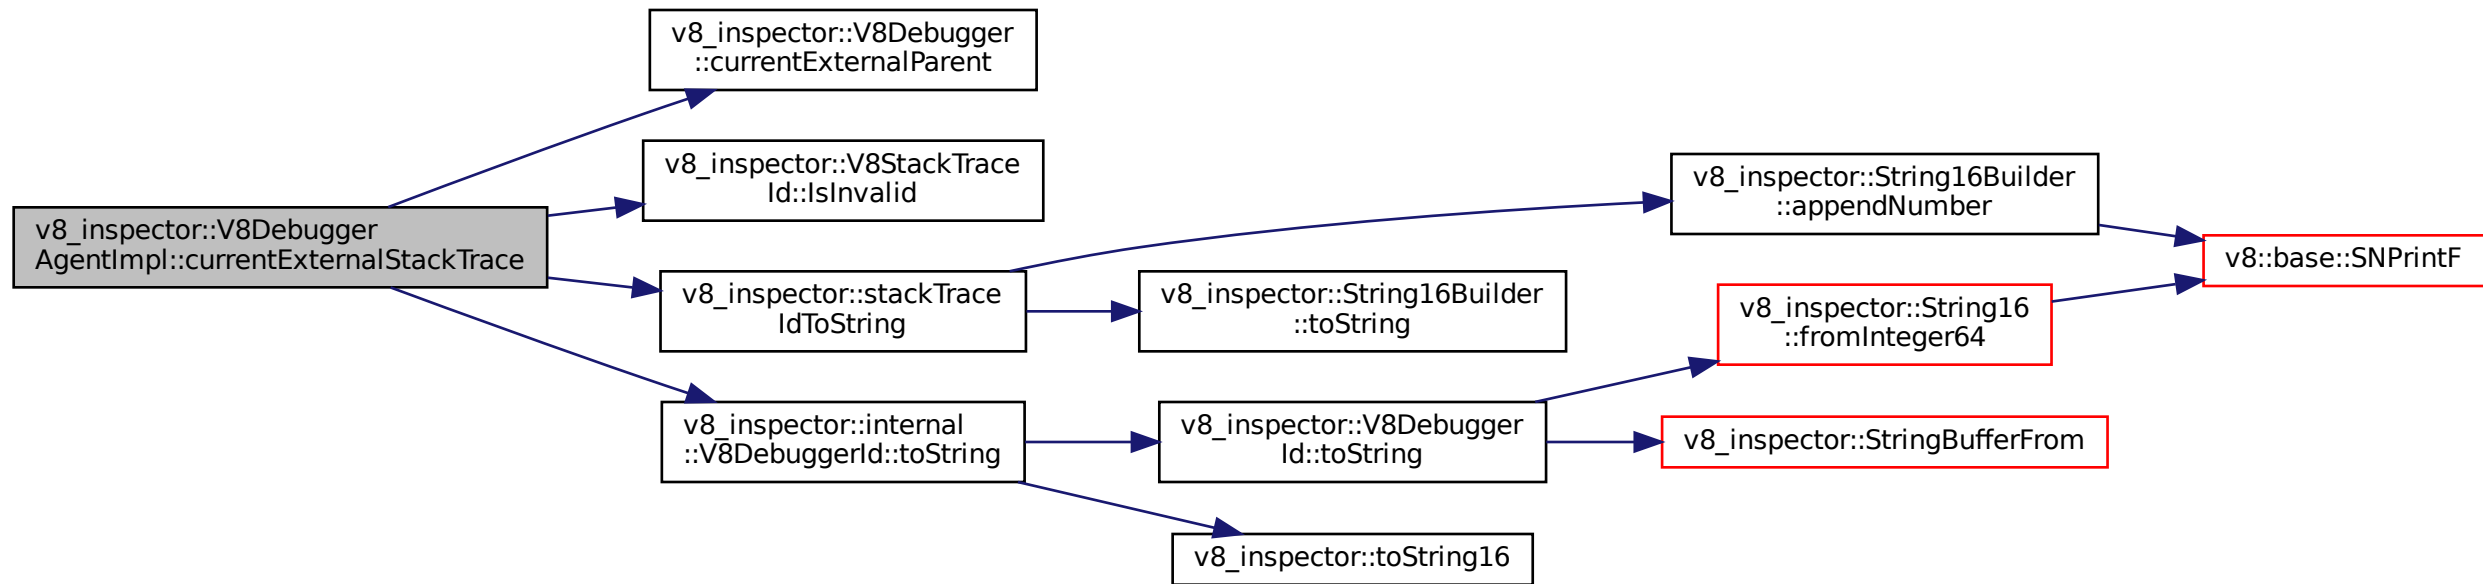 v8_inspector::V8Debugger
::currentExternalParent
v8_inspector::V8StackTrace
Id::IsInvalid
v8_inspector::V8Debugger
AgentImpl::currentExternalStackTrace
v8_inspector::stackTrace
IdToString
v8_inspector::internal
::V8DebuggerId::toString
v8_inspector::String16Builder
::appendNumber
v8_inspector::String16Builder
::toString
v8_inspector::V8Debugger
Id::toString
v8_inspector::toString16
v8_inspector::String16
::fromInteger64
v8_inspector::StringBufferFrom
v8::base::SNPrintF